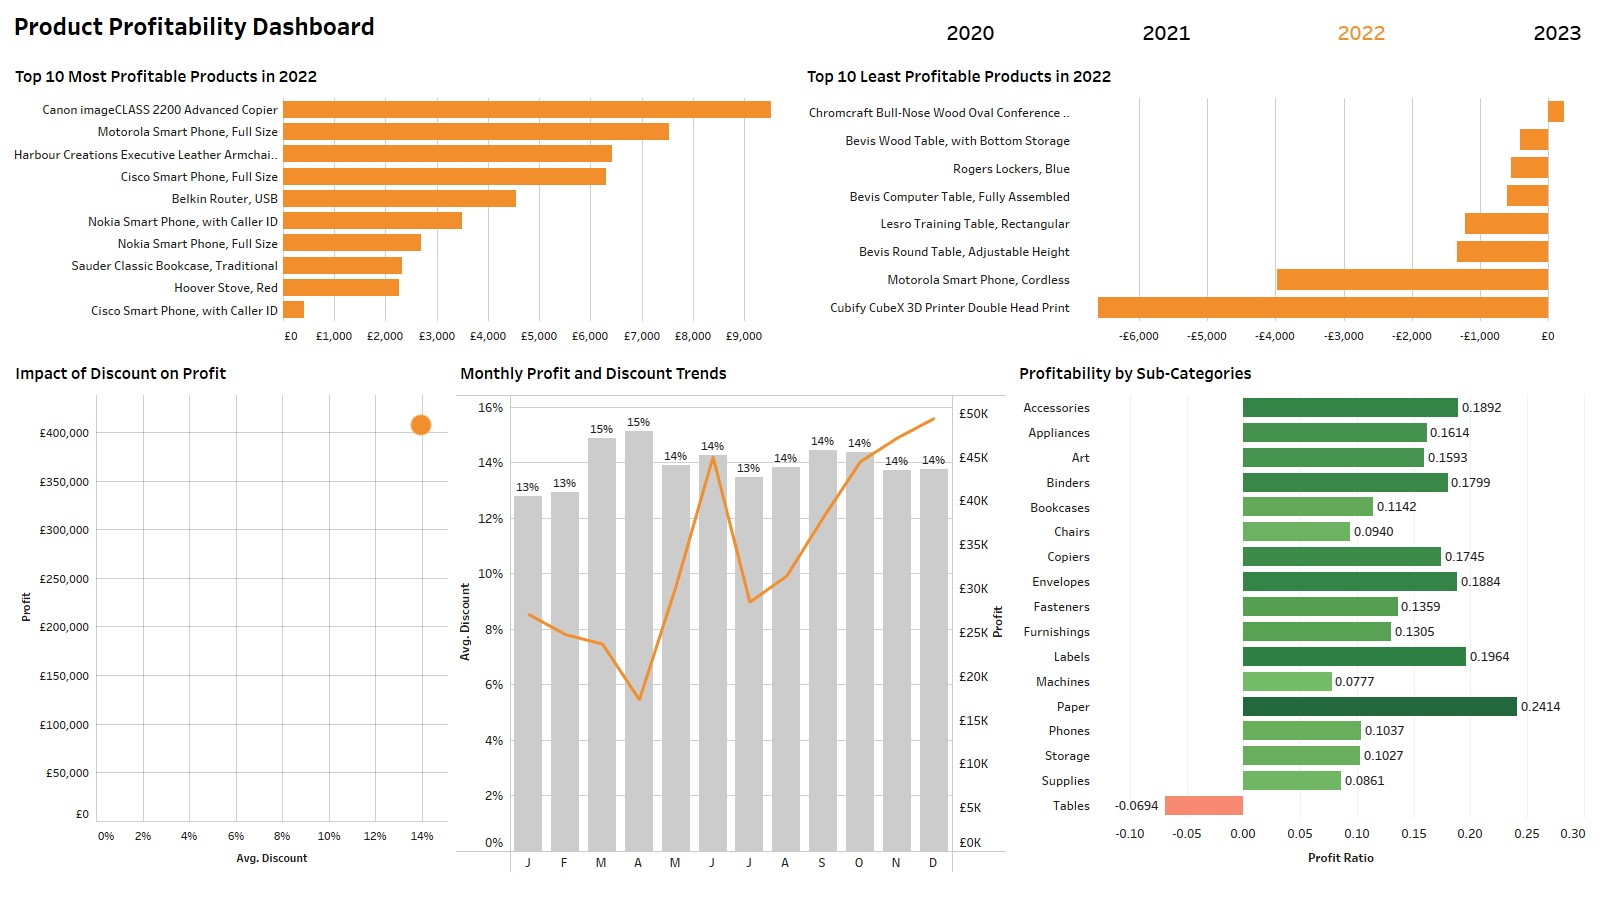 Product Profitability Dashboard
2020 2021 2022 2023
Top 10 Most Profitable Products in 2022
Canon imageCLASS 2200 Advanced Copier
Motorola Smart Phone, Full Size
Harbour Creations Executive Leather Armchai..
Cisco Smart Phone, Full Size
Belkin Router, USB
Nokia Smart Phone, with Caller ID
Nokia Smart Phone, Full Size
Sauder Classic Bookcase, Traditional
Hoover Stove, Red
Cisco Smart Phone, with Caller ID
£0 £1,000 £2,000 £3,000 £4,000 £5,000 £6,000 £7,000 £8,000 £9,000
Top 10 Least Profitable Products in 2022
Chromcraft Bull-Nose Wood Oval Conference ..
Bevis Wood Table, with Bottom Storage
Rogers Lockers, Blue
Bevis Computer Table, Fully Assembled
Lesro Training Table, Rectangular
Bevis Round Table, Adjustable Height
Motorola Smart Phone, Cordless
Cubify CubeX 3D Printer Double Head Print
-£6,000 -£5,000 -£4,000 -£3,000 -£2,000 -£1,000 £0
Impact of Discount on Profit
£400,000
£350,000
£300,000
£250,000
£200,000
£150,000
£100,000
£50,000
£0
Profit
0% 2% 4% 6% 8% 10% 12% 14%
Avg. Discount
Monthly Profit and Discount Trends
16%
14%
12%
10%
8%
6%
4%
2%
0%
Avg. Discount
13% 13% 15% 15% 14% 14% 13% 14% 14% 14% 14% 14%
£50K
£45K
£40K
£35K
£30K
£25K
£20K
£15K
£10K
£5K
£0K
Profit
J F M A M J J A S O N D
Profitability by Sub-Categories
Accessories 0.1892
Appliances 0.1614
Art 0.1593
Binders 0.1799
Bookcases 0.1142
Chairs 0.0940
Copiers 0.1745
Envelopes 0.1884
Fasteners 0.1359
Furnishings 0.1305
Labels 0.1964
Machines 0.0777
Paper 0.2414
Phones 0.1037
Storage 0.1027
Supplies 0.0861
Tables -0.0694
-0.10 -0.05 0.00 0.05 0.10 0.15 0.20 0.25 0.30
Profit Ratio